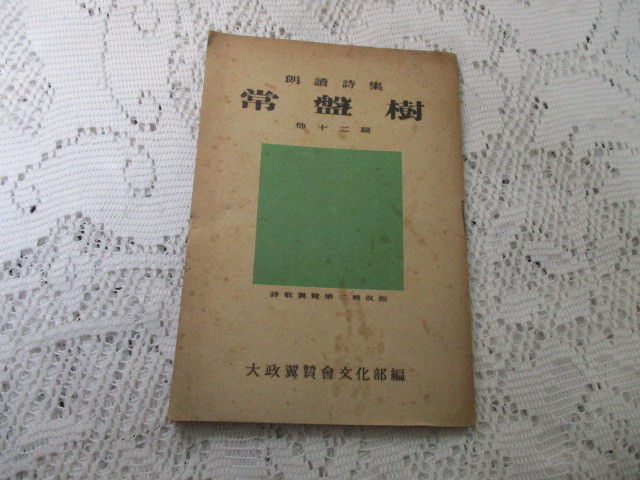 朗讀詩集
常盤樹
他十二篇
詩歌翼賛第二輯改版
大政翼賛會文化部編